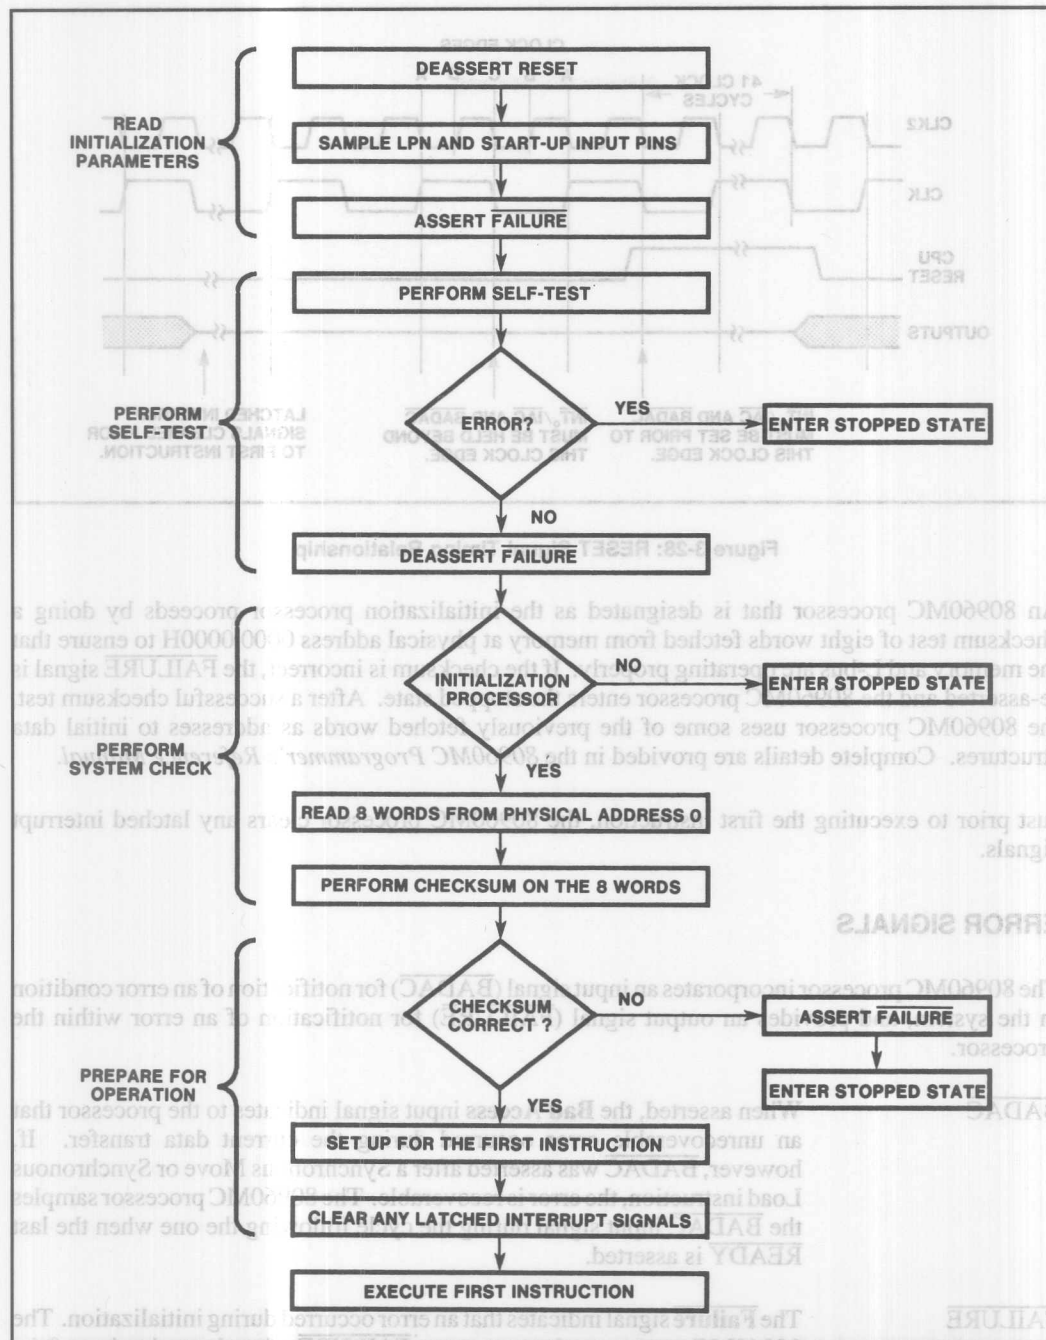 READ
INITIALIZATION
PARAMETERS
DEASSERT RESET
SAMPLE LPN AND START-UP INPUT PINS
ASSERT FAILURE
PERFORM
SELF-TEST
PERFORM SELF-TEST
ERROR?
YES
ENTER STOPPED STATE
NO
DEASSERT FAILURE
PERFORM
SYSTEM CHECK
INITIALIZATION
PROCESSOR
NO
ENTER STOPPED STATE
YES
READ 8 WORDS FROM PHYSICAL ADDRESS 0
PERFORM CHECKSUM ON THE 8 WORDS
PREPARE FOR
OPERATION
CHECKSUM
CORRECT ?
NO
ASSERT FAILURE
ENTER STOPPED STATE
YES
SET UP FOR THE FIRST INSTRUCTION
CLEAR ANY LATCHED INTERRUPT SIGNALS
EXECUTE FIRST INSTRUCTION